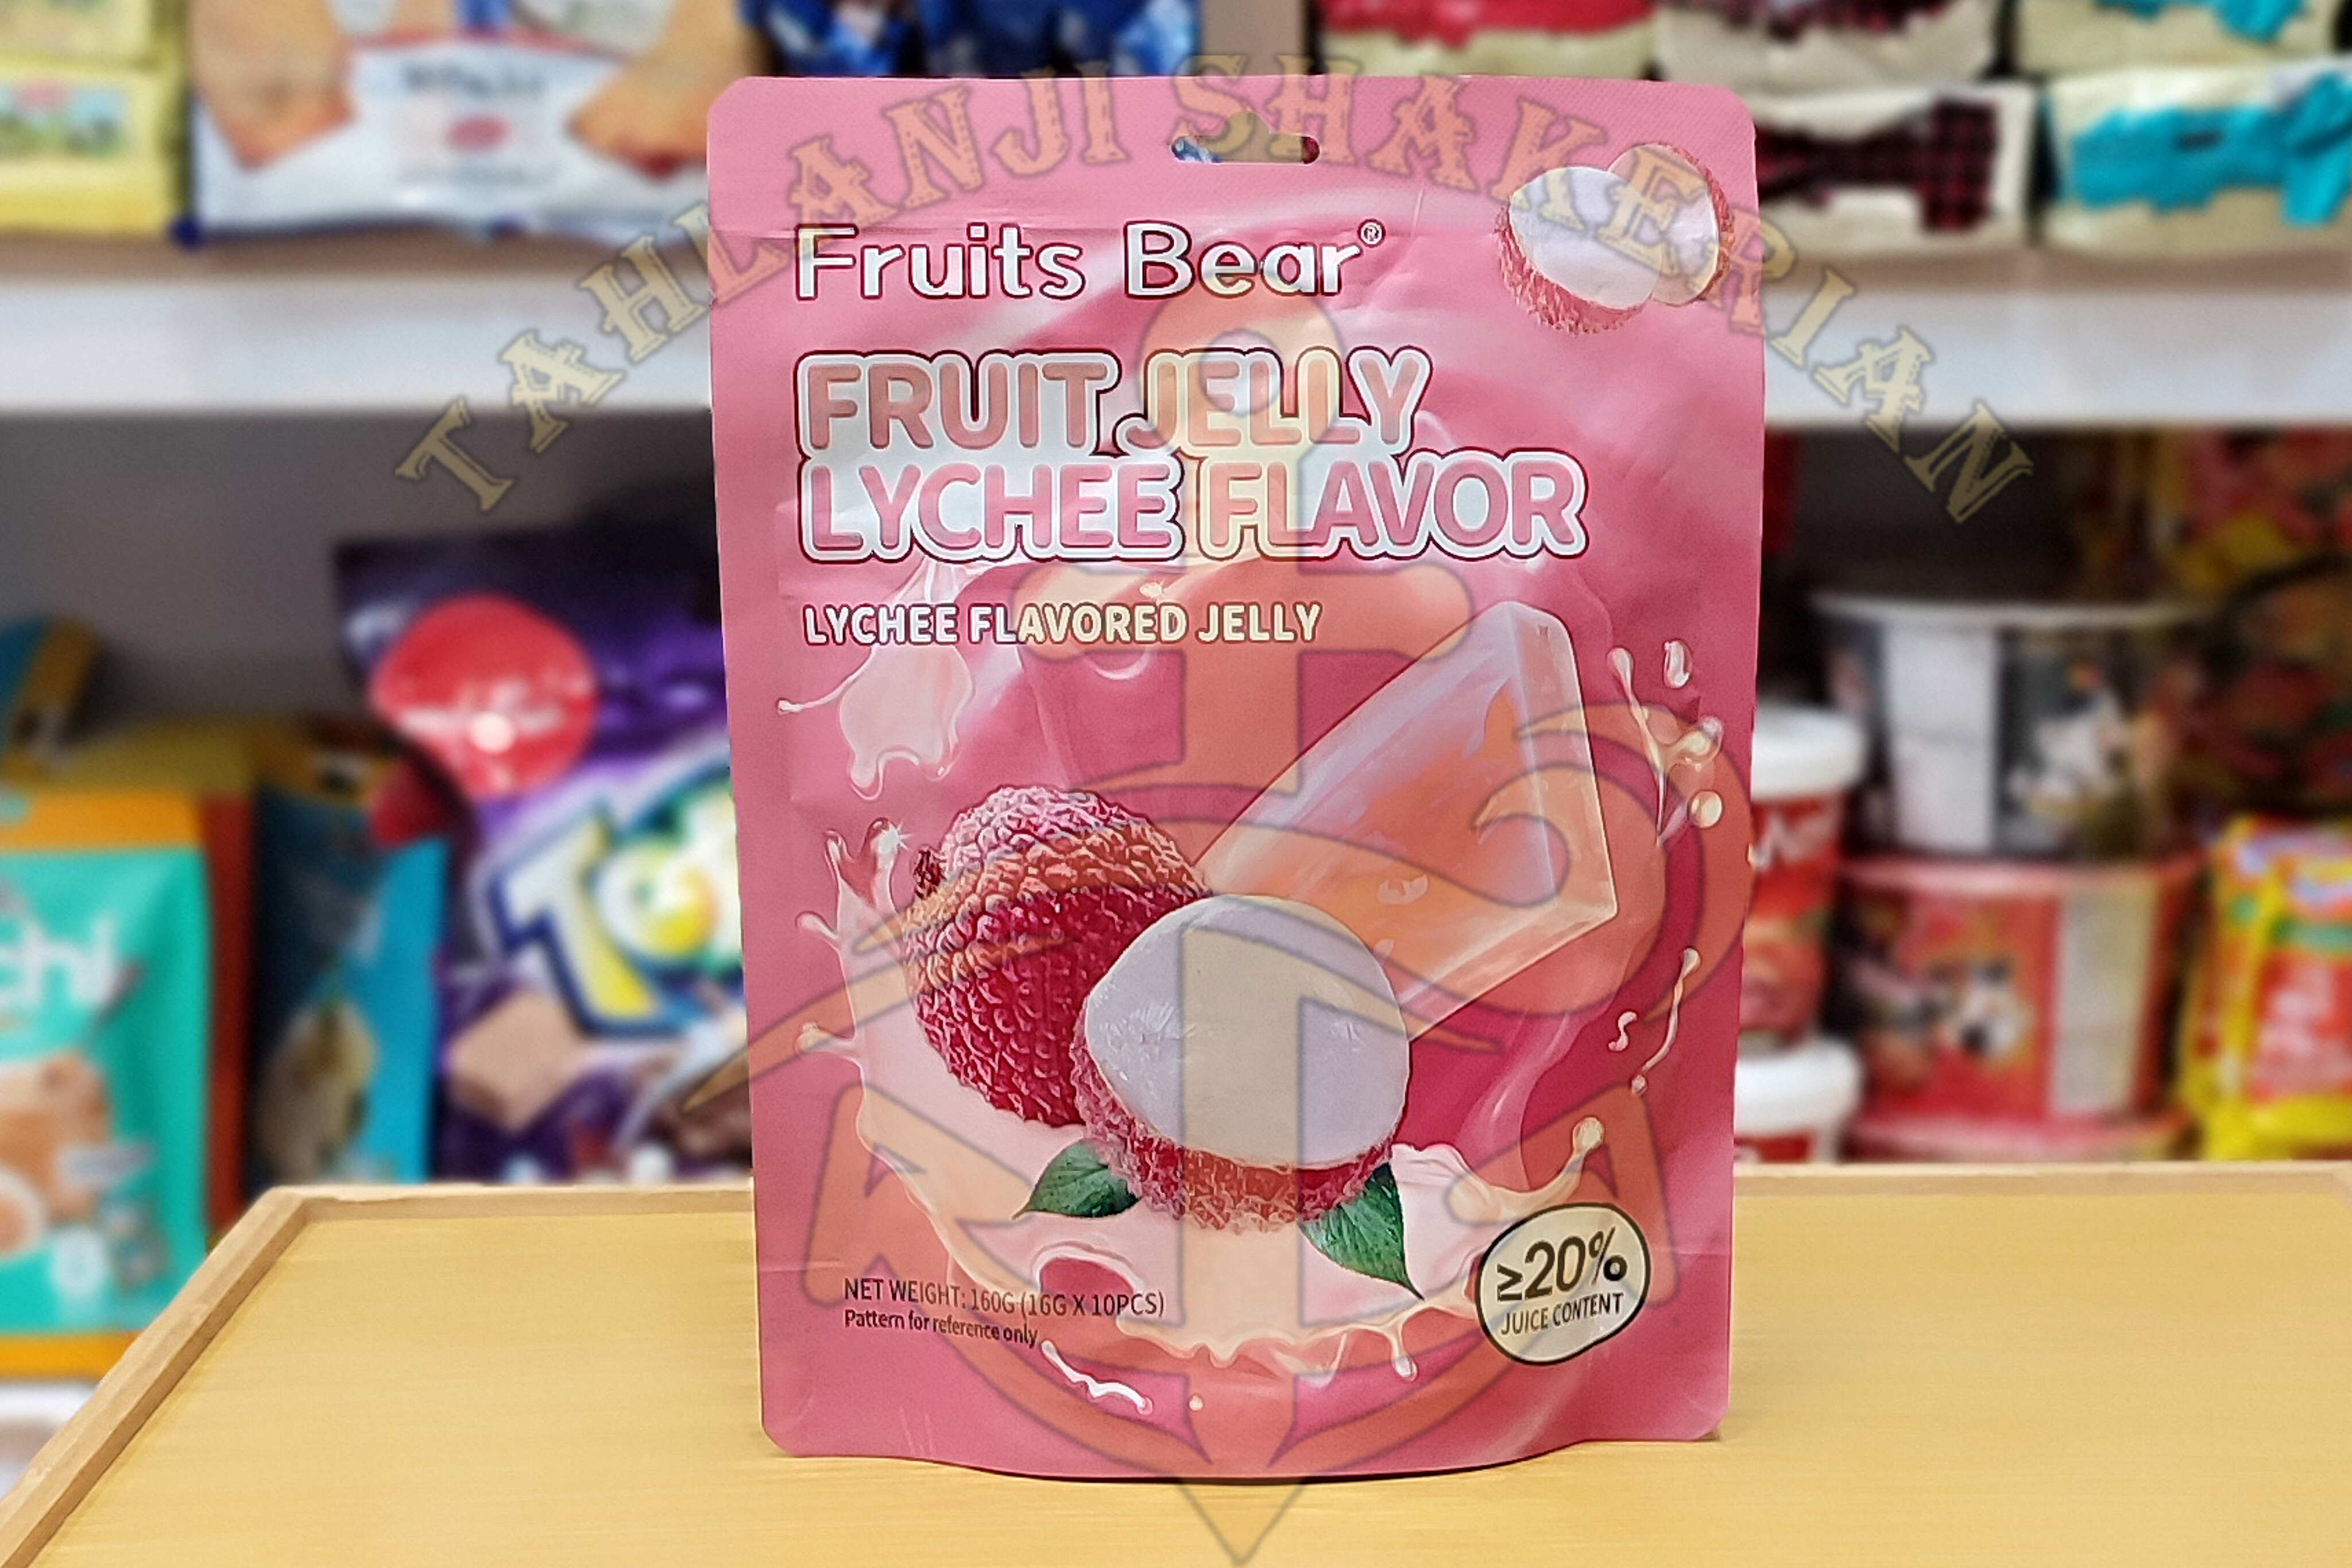 TAHLANJI SHAKERIAN
Fruits Bear®
FRUIT JELLY
LYCHEE FLAVOR
LYCHEE FLAVORED JELLY
NET WEIGHT: 160G (16G X 10PCS)
Pattern for reference only
≥20%
JUICE CONTENT